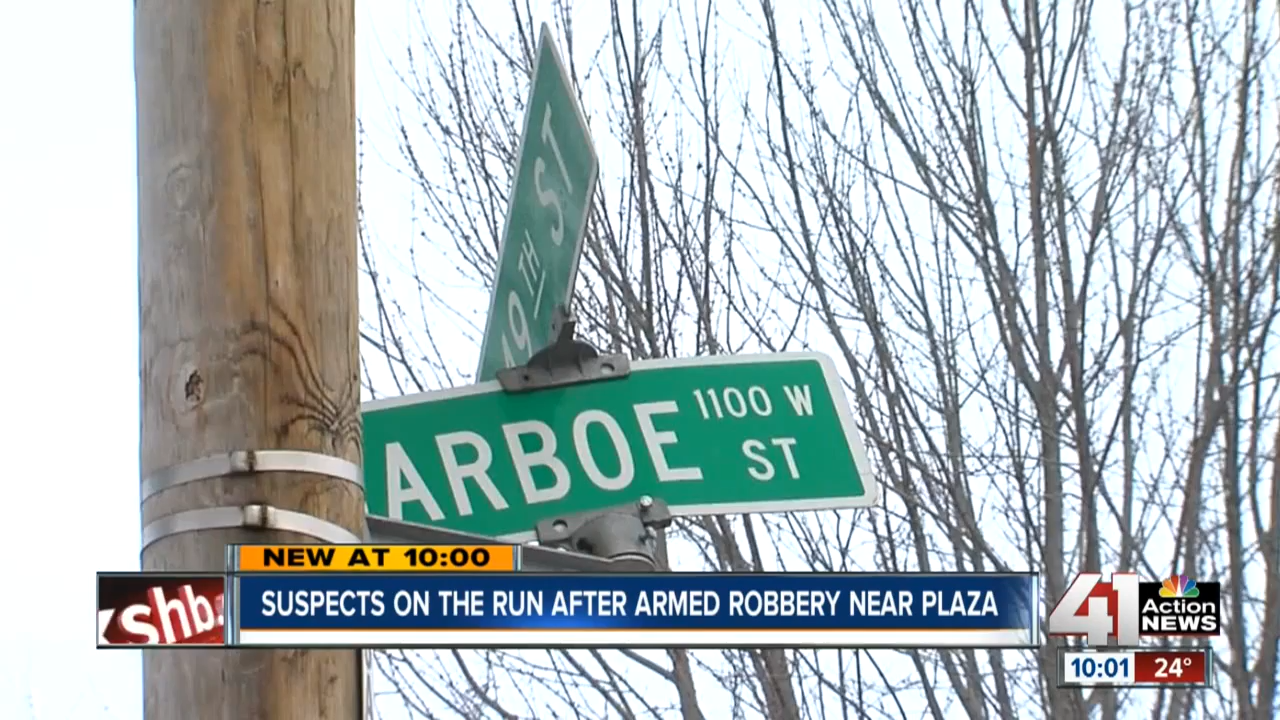 49TH ST
ARBOE ST 1100 W
NEW AT 10:00
kshb.
SUSPECTS ON THE RUN AFTER ARMED ROBBERY NEAR PLAZA
41 Action NEWS
10:01 24°